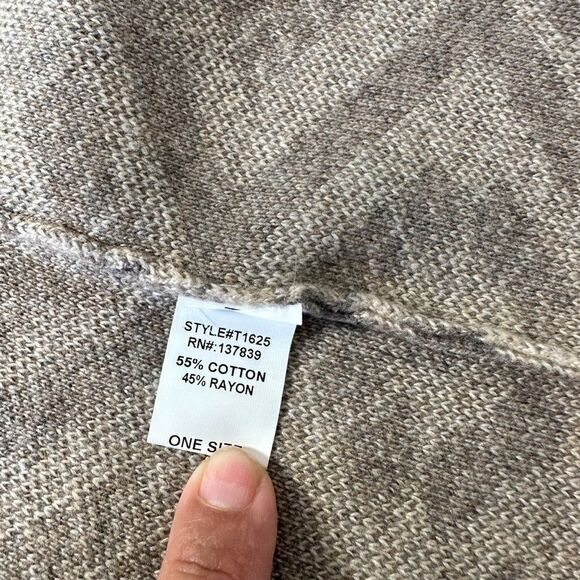 STYLE#T1625
RN#:137839
55% COTTON
45% RAYON
ONE